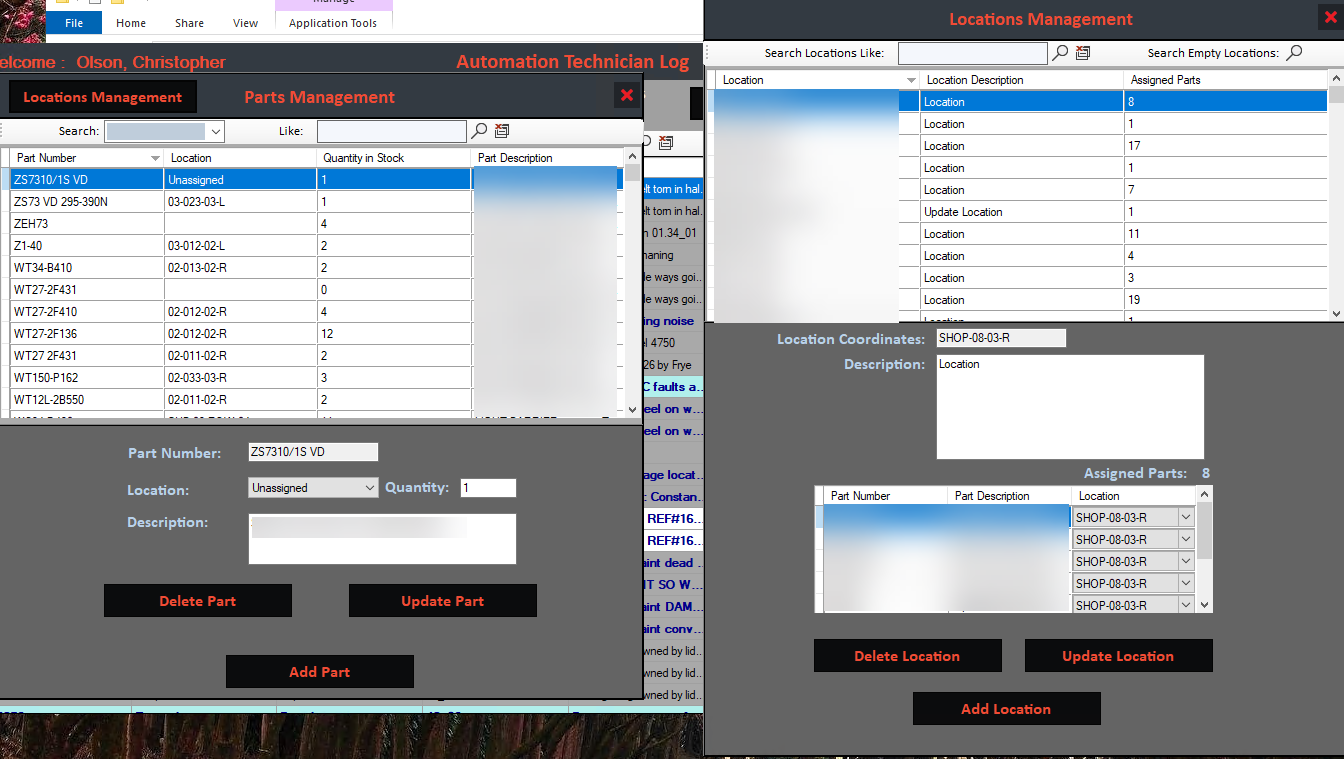 Manage
File Home Share View Application Tools
elcome : Olson, Christopher
Automation Technician Log
Locations Management
Parts Management
Search:
Like:
Part Number Location Quantity in Stock Part Description
ZS7310/1S VD Unassigned 1
ZS73 VD 295-390N 03-023-03-L 1
ZEH73 4
Z1-40 03-012-02-L 2
WT34-B410 02-013-02-R 2
WT27-2F431 0
WT27-2F410 02-012-02-R 4
WT27-2F136 02-012-02-R 12
WT27 2F431 02-011-02-R 2
WT150-P162 02-033-03-R 3
WT12L-2B550 02-011-02-R 2
Part Number: ZS7310/1S VD
Location: Unassigned Quantity: 1
Description:
Delete Part
Update Part
Add Part
elt torn in hal...
elt torn in hal...
n 01.34_01
naning
le ways goi...
le ways goi...
ing noise
el 4750
26 by Frye
C faults a...
eel on w...
eel on w...
age locat...
: Constan...
REF#16...
REF#16...
aint dead ...
IT SO W...
aint DAM...
aint conv...
wned by lid...
wned by lid...
wned by lid...
Locations Management
Search Locations Like:
Search Empty Locations:
Location Location Description Assigned Parts
Location 8
Location 1
Location 17
Location 1
Location 7
Update Location 1
Location 11
Location 4
Location 3
Location 19
Location Coordinates: SHOP-08-03-R
Description: Location
Assigned Parts: 8
Part Number Part Description Location
SHOP-08-03-R
SHOP-08-03-R
SHOP-08-03-R
SHOP-08-03-R
SHOP-08-03-R
Delete Location
Update Location
Add Location